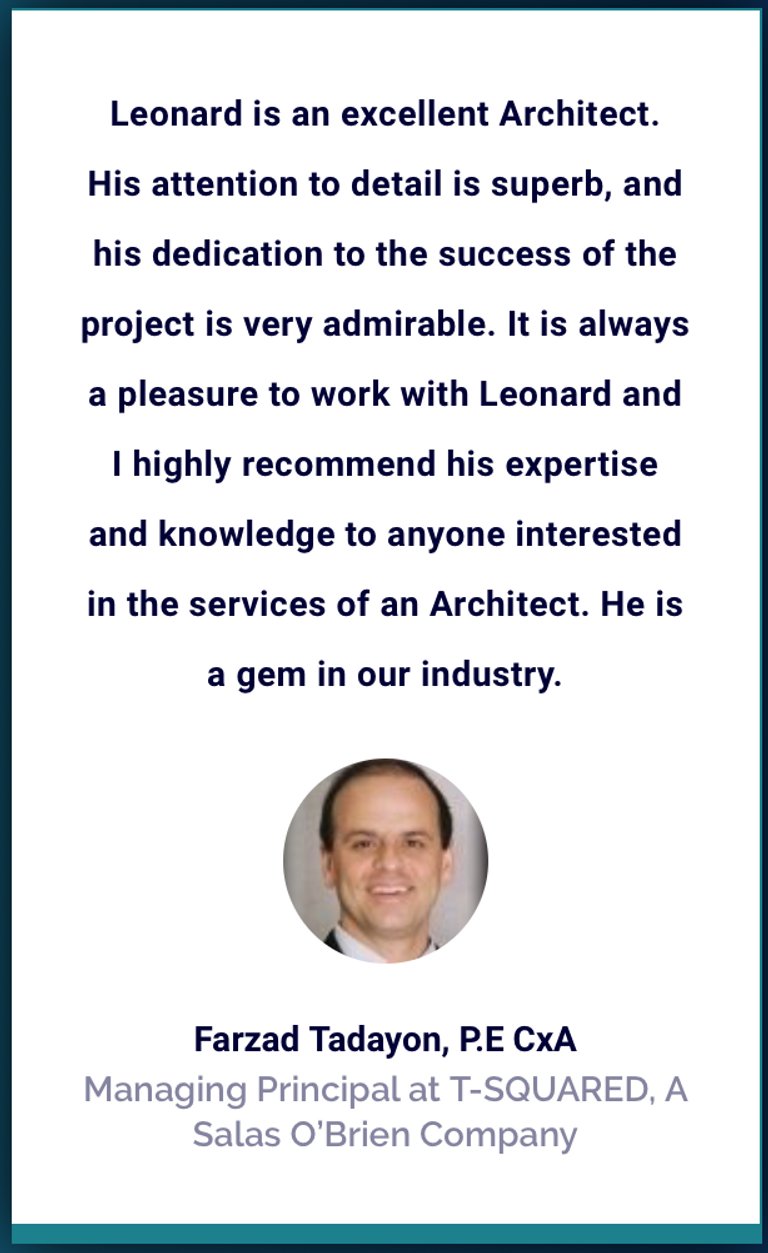 Leonard is an excellent Architect.
His attention to detail is superb, and
his dedication to the success of the
project is very admirable. It is always
a pleasure to work with Leonard and
I highly recommend his expertise
and knowledge to anyone interested
in the services of an Architect. He is
a gem in our industry.
Farzad Tadayon, P.E CxA
Managing Principal at T-SQUARED, A
Salas O’Brien Company